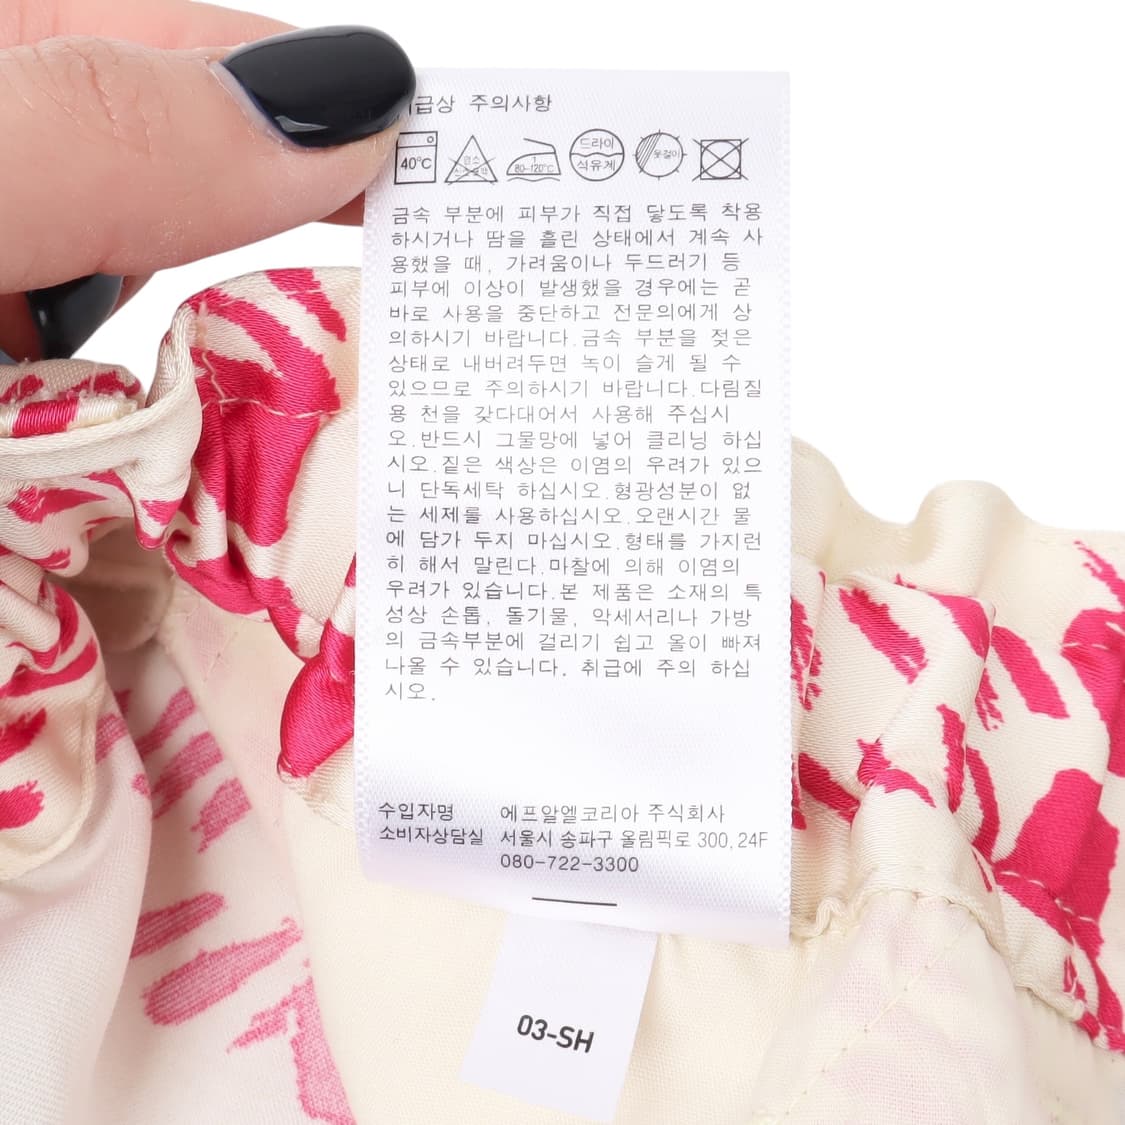 급상 주의사항
40℃
염소
1
80-120℃
드라이
석유계
옷걸이
금속 부분에 피부가 직접 닿도록 착용
하시거나 땀을 흘린 상태에서 계속 사
용했을 때, 가려움이나 두드러기 등
피부에 이상이 발생했을 경우에는 곧
바로 사용을 중단하고 전문의에게 상
의하시기 바랍니다.금속 부분을 젖은
상태로 내버려두면 녹이 슬게 될 수
있으므로 주의하시기 바랍니다.다림질
용 천을 갖다대어서 사용해 주십시
오.반드시 그물망에 넣어 클리닝 하십
시오.짙은 색상은 이염의 우려가 있으
니 단독세탁 하십시오.형광성분이 없
는 세제를 사용하십시오.오랜시간 물
에 담가 두지 마십시오.형태를 가지런
히 해서 말린다.마찰에 의해 이염의
우려가 있습니다.본 제품은 소재의 특
성상 손톱, 돌기물, 악세서리나 가방
의 금속부분에 걸리기 쉽고 올이 빠져
나올 수 있습니다. 취급에 주의 하십
시오.
수입자명 에프알엘코리아 주식회사
소비자상담실 서울시 송파구 올림픽로 300,24F
080-722-3300
03-SH